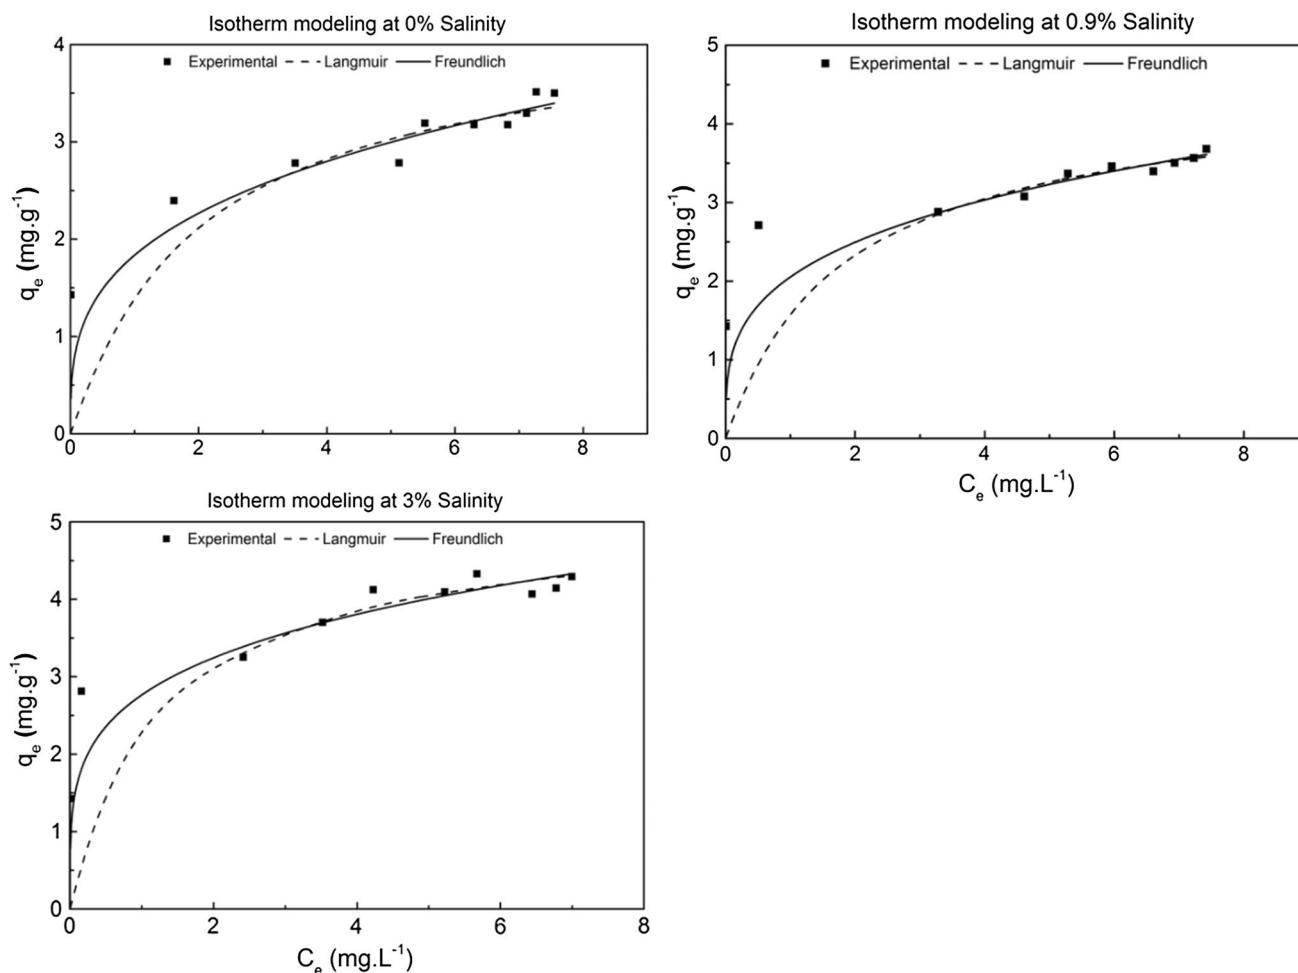 Isotherm modeling at 0% Salinity
Experimental Langmuir Freundlich
4
3
2
1
0
qe (mg.g-1)
0 2 4 6 8
Isotherm modeling at 0.9% Salinity
Experimental Langmuir Freundlich
5
4
3
2
1
0
qe (mg.g-1)
0 2 4 6 8
Ce (mg.L-1)
Isotherm modeling at 3% Salinity
Experimental Langmuir Freundlich
5
4
3
2
1
0
qe (mg.g-1)
0 2 4 6 8
Ce (mg.L-1)